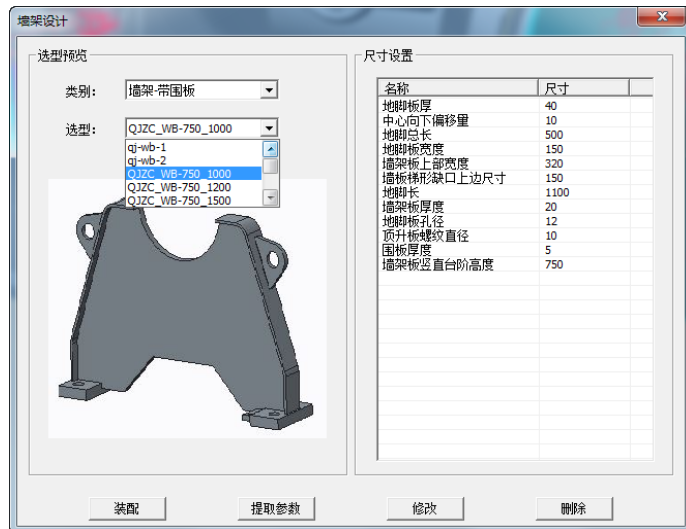 墙架设计
选型预览
类别:
墙架-带围板
选型:
QJZC_WB-750_1000
qj-wb-1
qj-wb-2
QJZC_WB-750_1000
QJZC_WB-750_1200
QJZC_WB-750_1500
尺寸设置
名称 尺寸
地脚板厚 40
中心向下偏移量 10
地脚总长 500
地脚板宽度 150
墙架板上部宽度 320
墙板梯形缺口上边尺寸 150
地脚长 1100
墙架板厚度 20
地脚板孔径 12
顶升板螺纹直径 10
围板厚度 5
墙架板竖直台阶高度 750
装配 提取参数 修改 删除